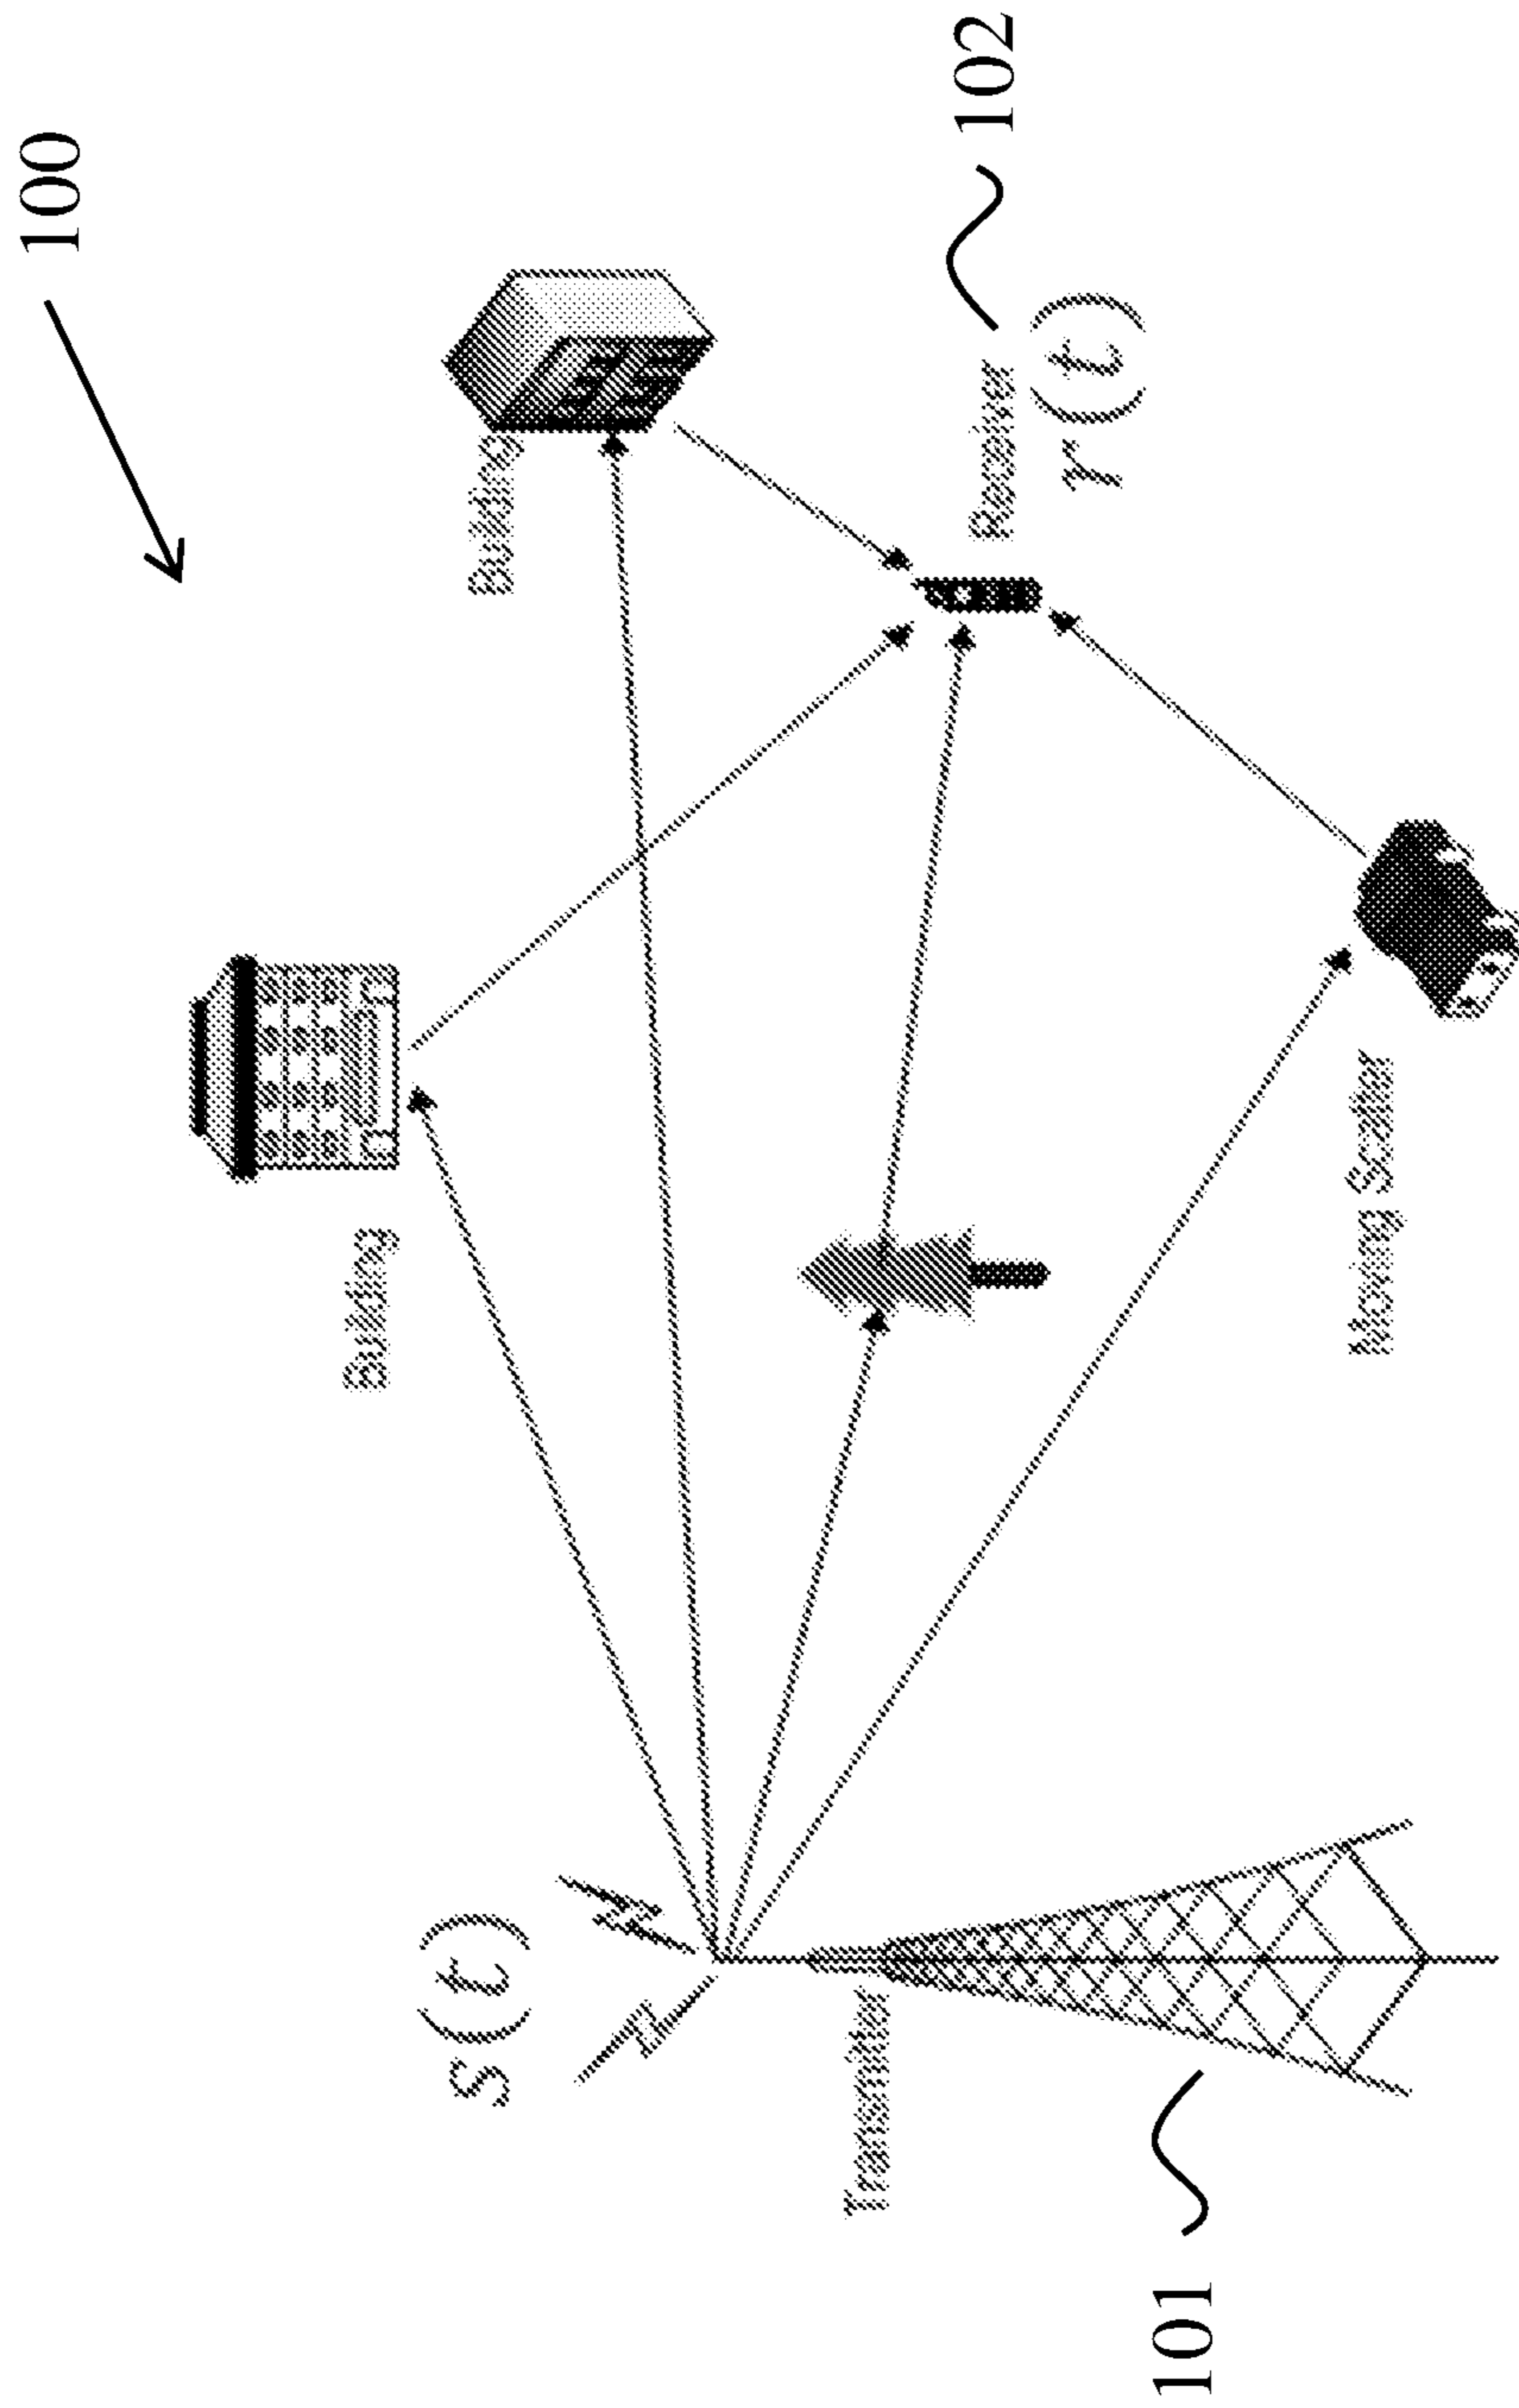 100
Building
s(t)
Building
Transmitter
102
Receiver
r(t)
101
Moving Scatter